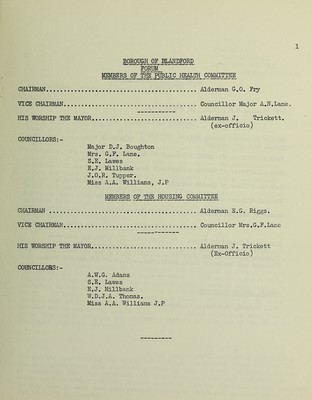 1
BOROUGH OF BLANDFORD
FORUM
MEMBERS OF THE PUBLIC HEALTH COMMITTEE
CHAIRMAN........................................ Alderman G.O. Fry
VICE CHAIRMAN................................... Councillor Major A.N.Lane.
-----------
HIS WORSHIP THE MAYOR........................... Alderman J. Trickett.
(ex-officio)
COUNCILLORS:-
Major D.J. Boughton
Mrs. G.F. Lane.
S.E. Lawes
E.J. Millbank
J.O.R. Tupper.
Miss A.A. Williams, J.P
MEMBERS OF THE HOUSING COMMITTEE
CHAIRMAN ....................................... Alderman E.G. Riggs.
VICE CHAIRMAN................................... Councillor Mrs.G.F.Lane
-----------
HIS WORSHIP THE MAYOR........................... Alderman J. Trickett
(Ex-Officio)
COUNCILLORS:-
A.W.G. Adams
S.E. Lawes
E.J. Millbank
W.D.J.A. Thomas.
Miss A.A. Williams J.P
---------